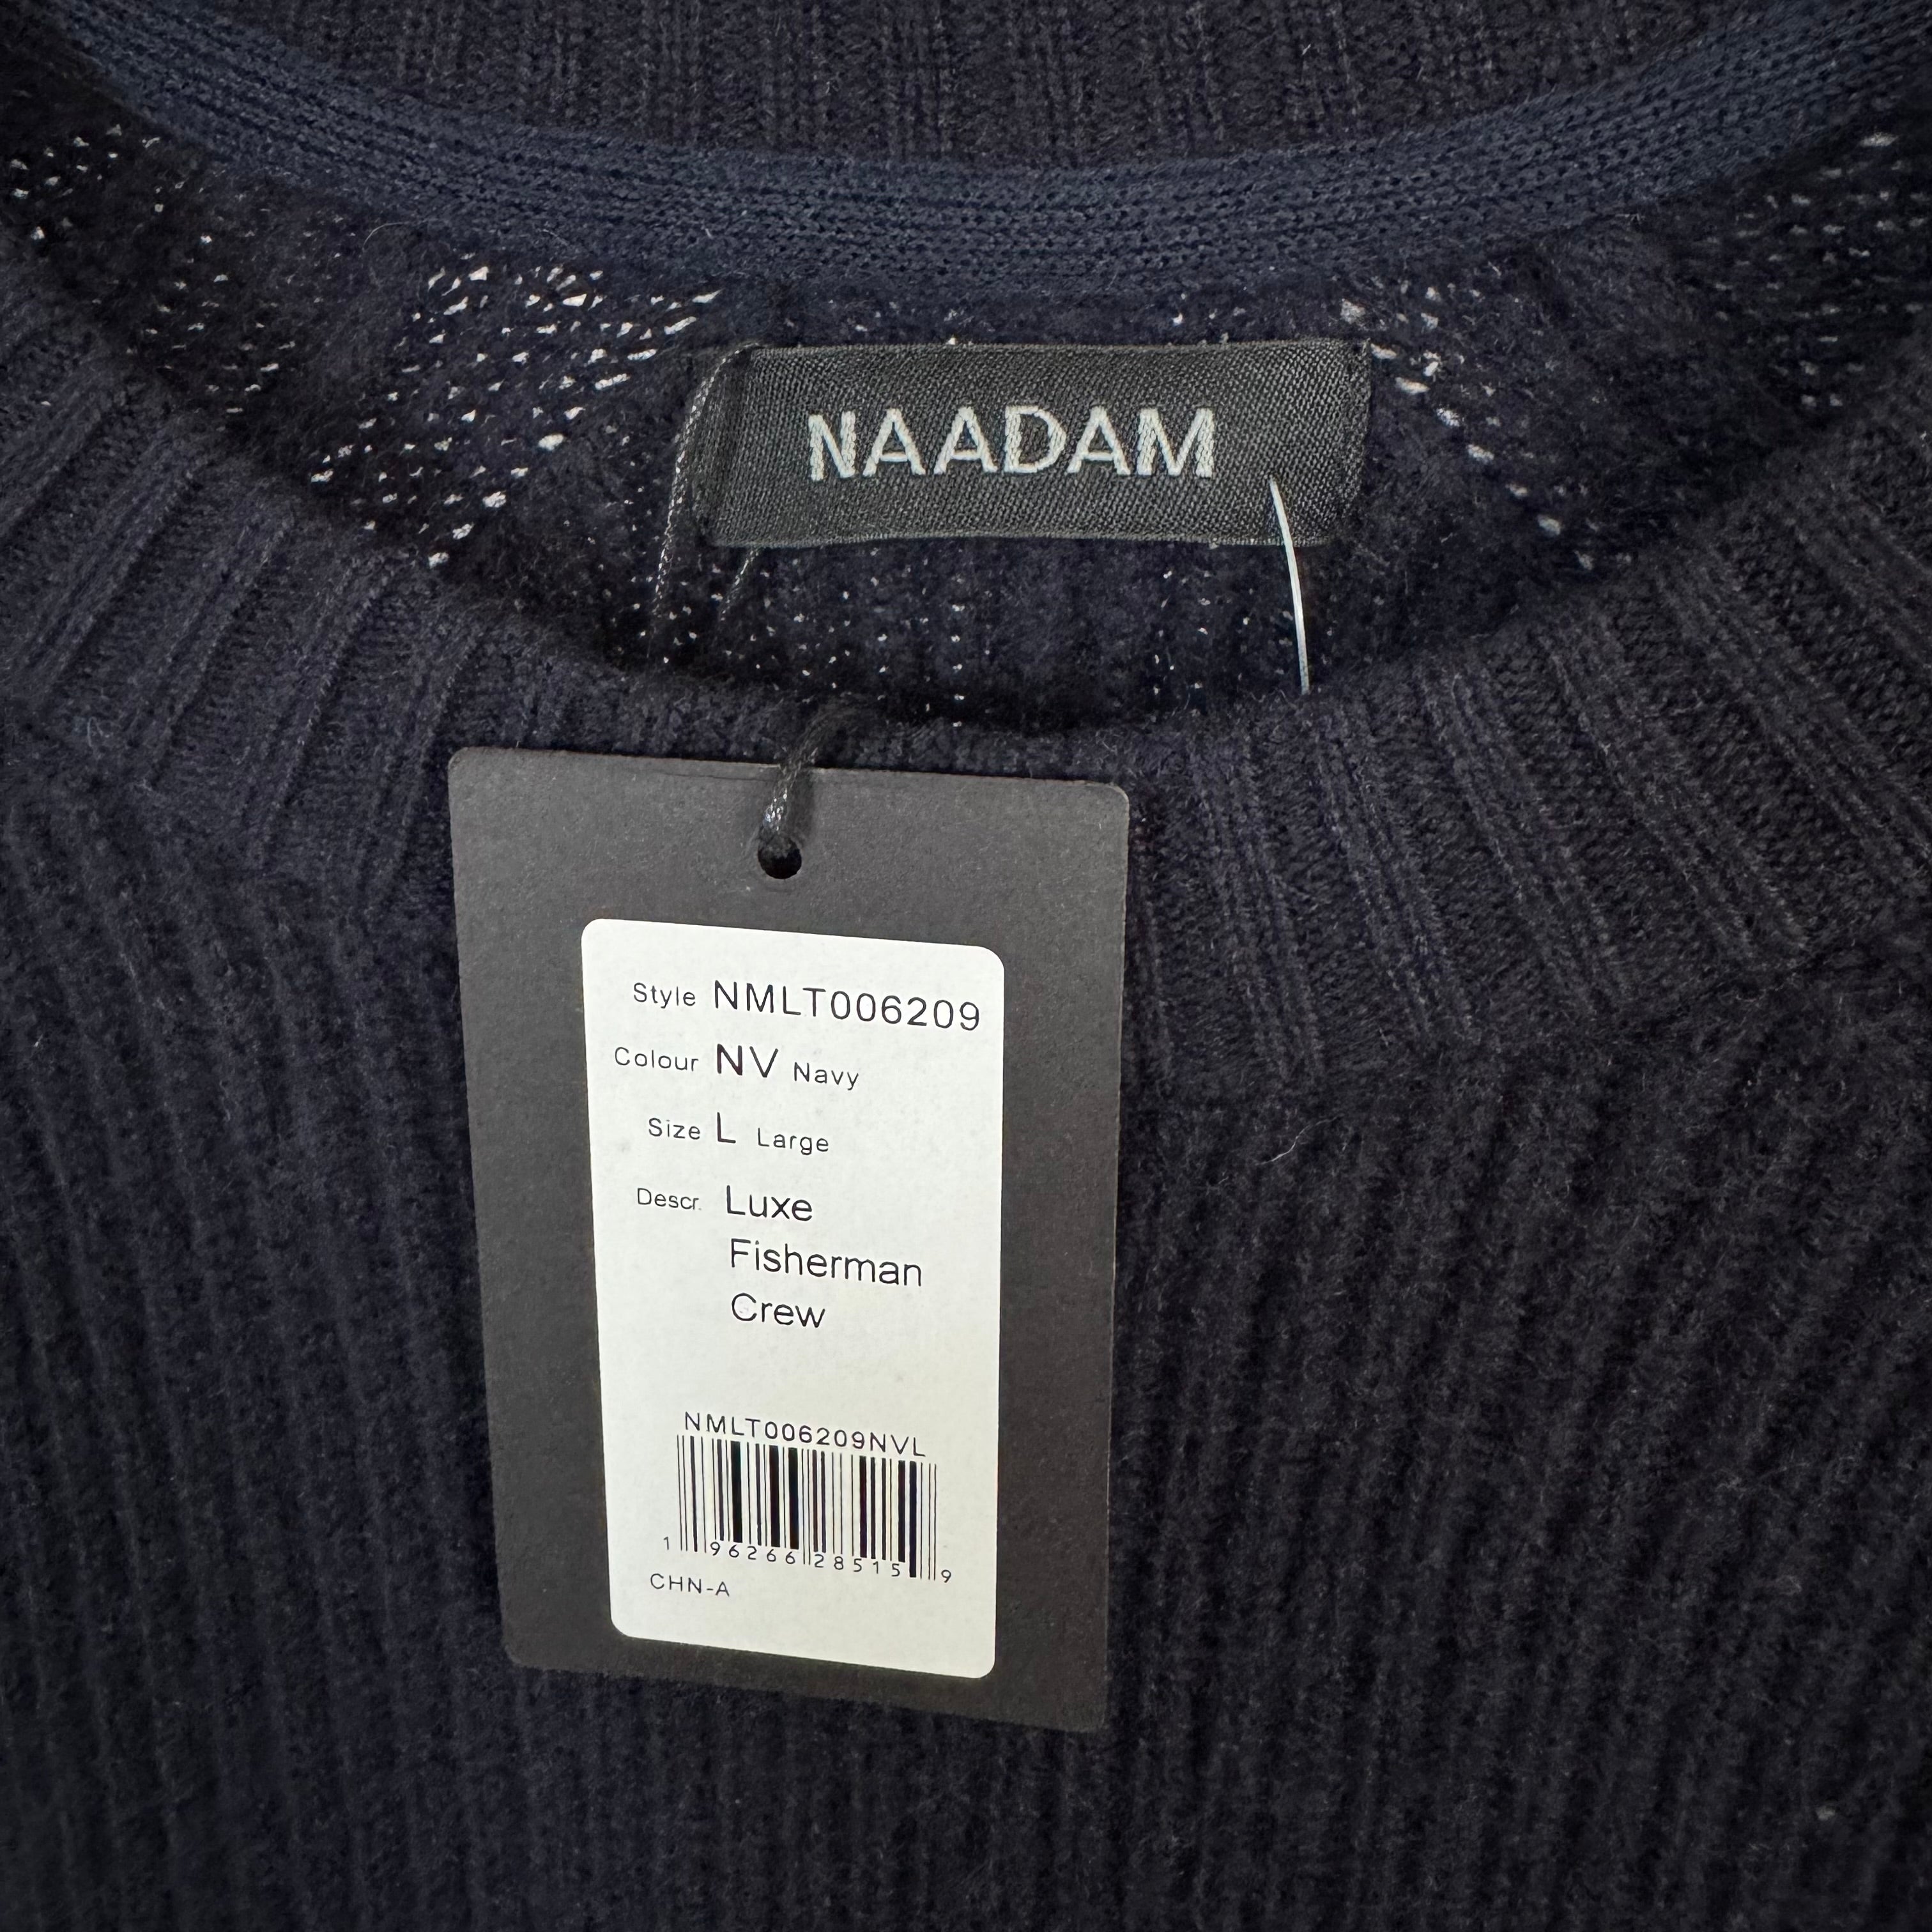 NAADAM
Style NMLT006209
Colour NV Navy
Size L Large
Descr. Luxe
Fisherman
Crew
NMLT006209NVL
1 96266 28515 9
CHN-A